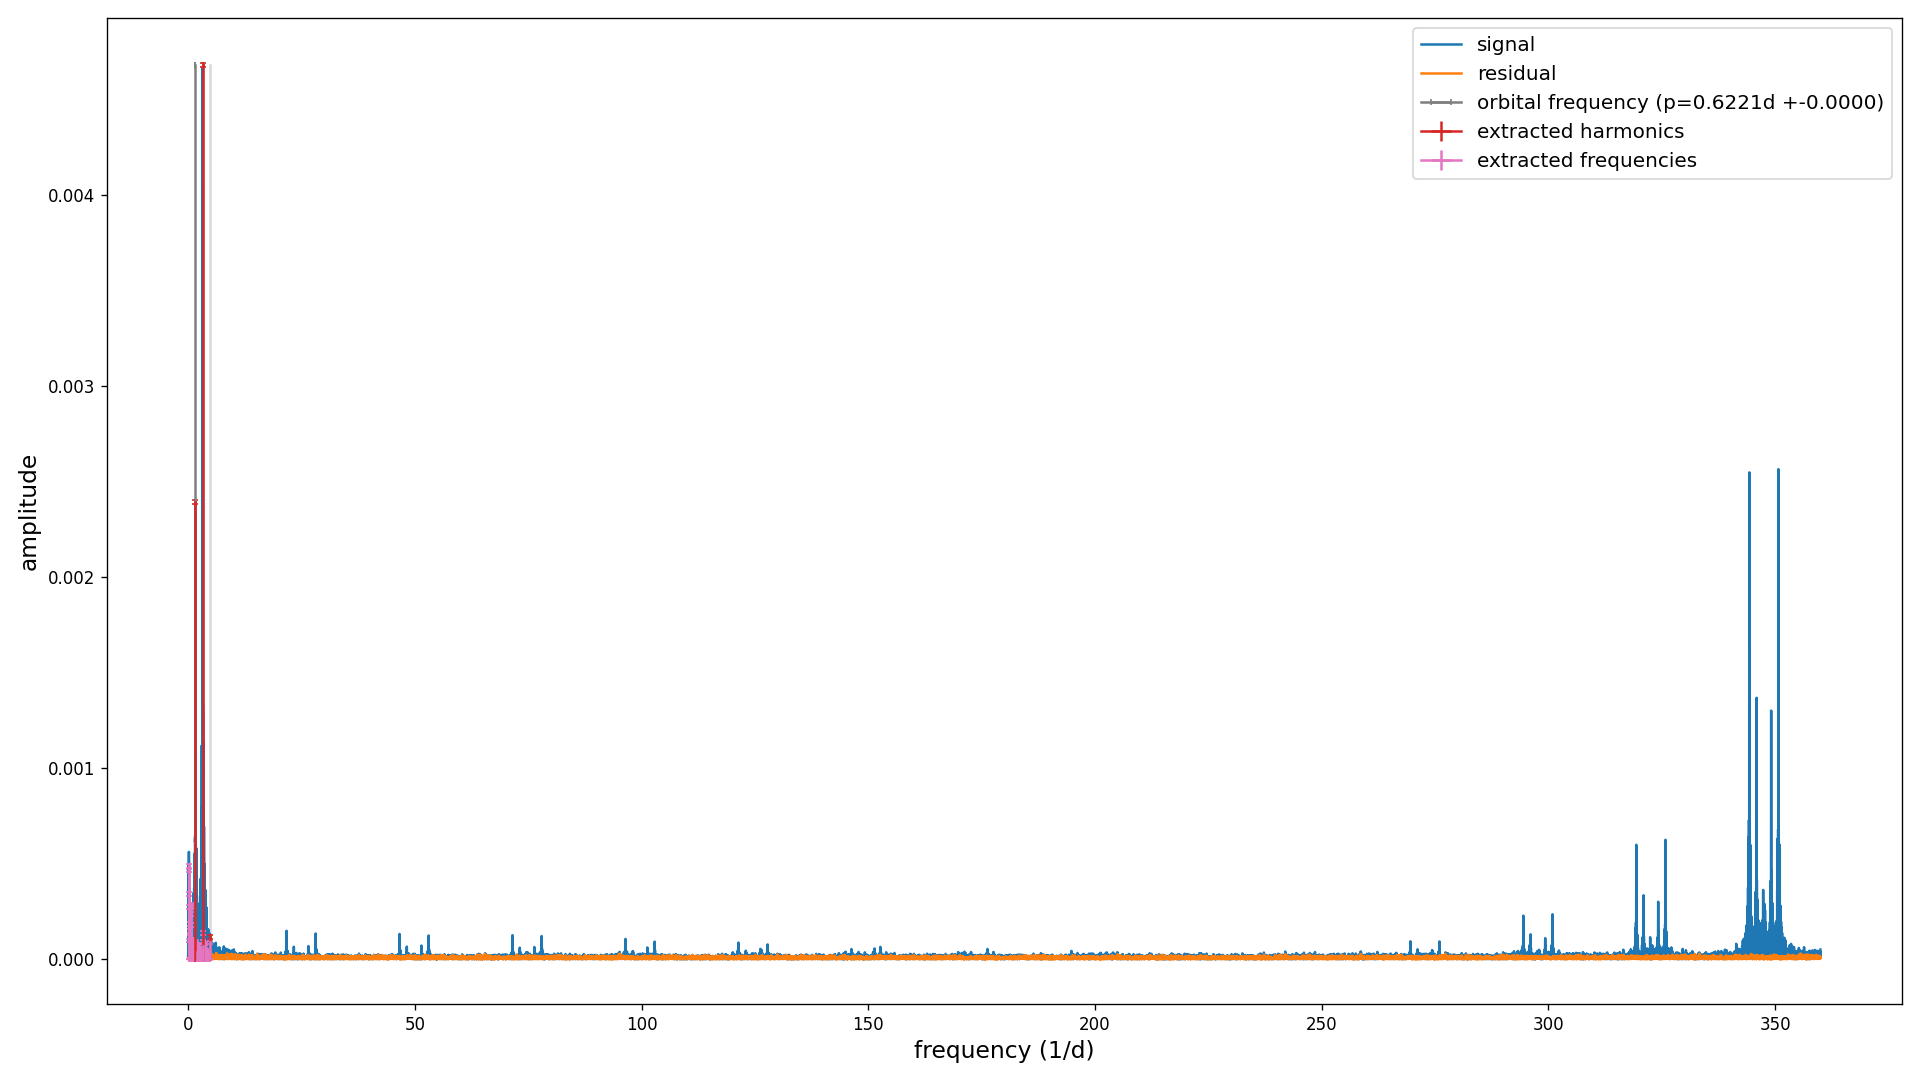 signal
residual
orbital frequency (p=0.6221d +-0.0000)
extracted harmonics
extracted frequencies
0.004
0.003
0.002
0.001
0.000
amplitude
0 50 100 150 200 250 300 350
frequency (1/d)